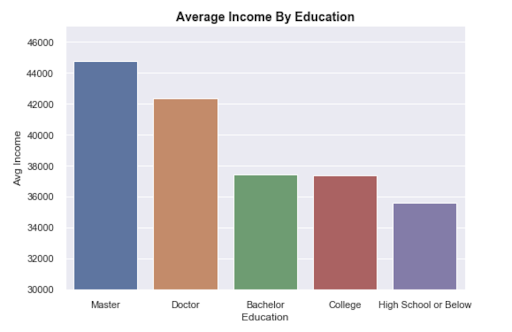 Average Income By Education
46000
44000
42000
40000
38000
36000
34000
32000
30000
Avg Income
Master Doctor Bachelor College High School or Below
Education